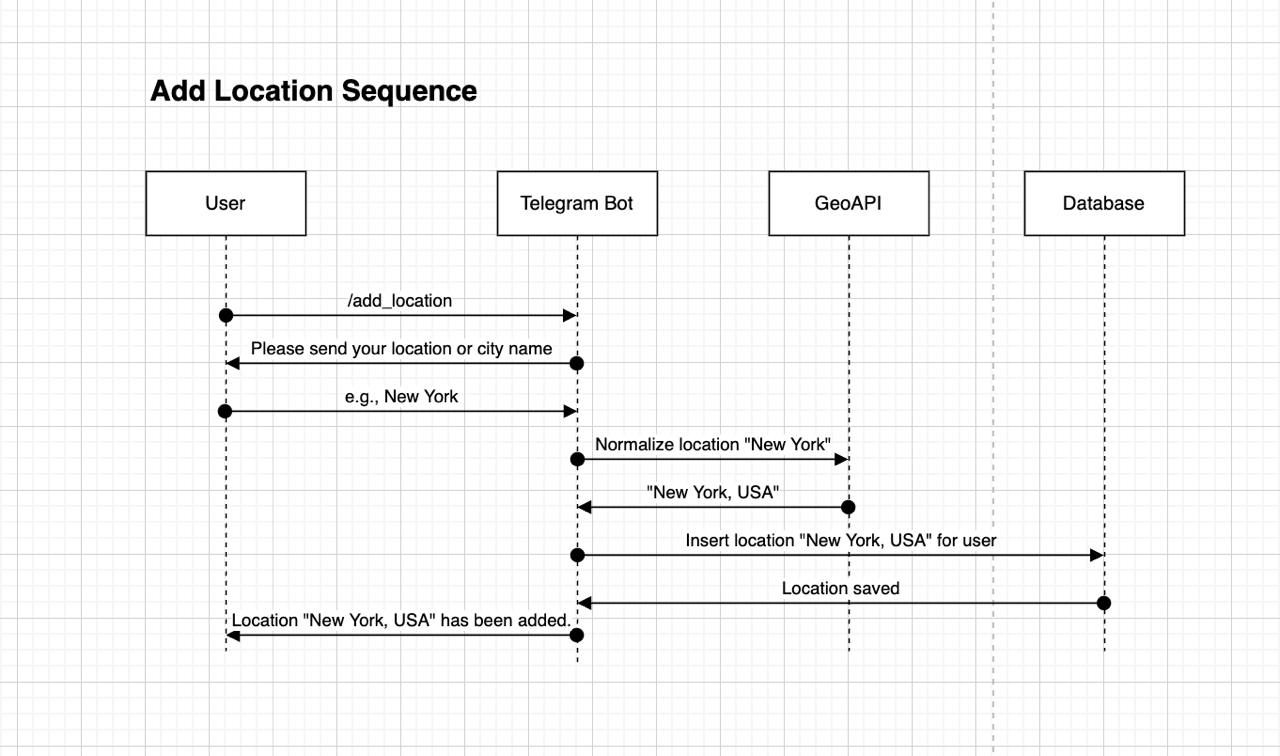 Add Location Sequence
User
Telegram Bot
GeoAPI
Database
/add_location
Please send your location or city name
e.g., New York
Normalize location "New York"
"New York, USA"
Insert location "New York, USA" for user
Location saved
Location "New York, USA" has been added.